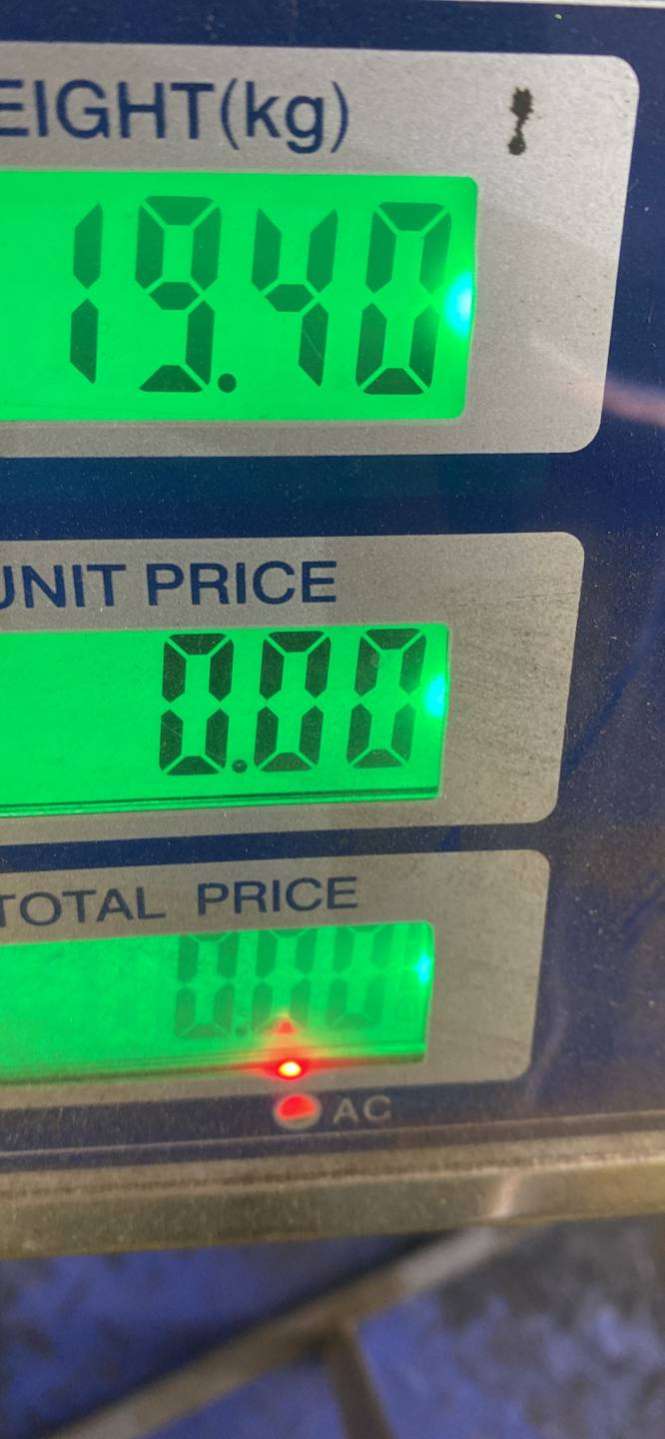 EIGHT(kg)
19.40
UNIT PRICE
0.00
TOTAL PRICE
0.00
AC